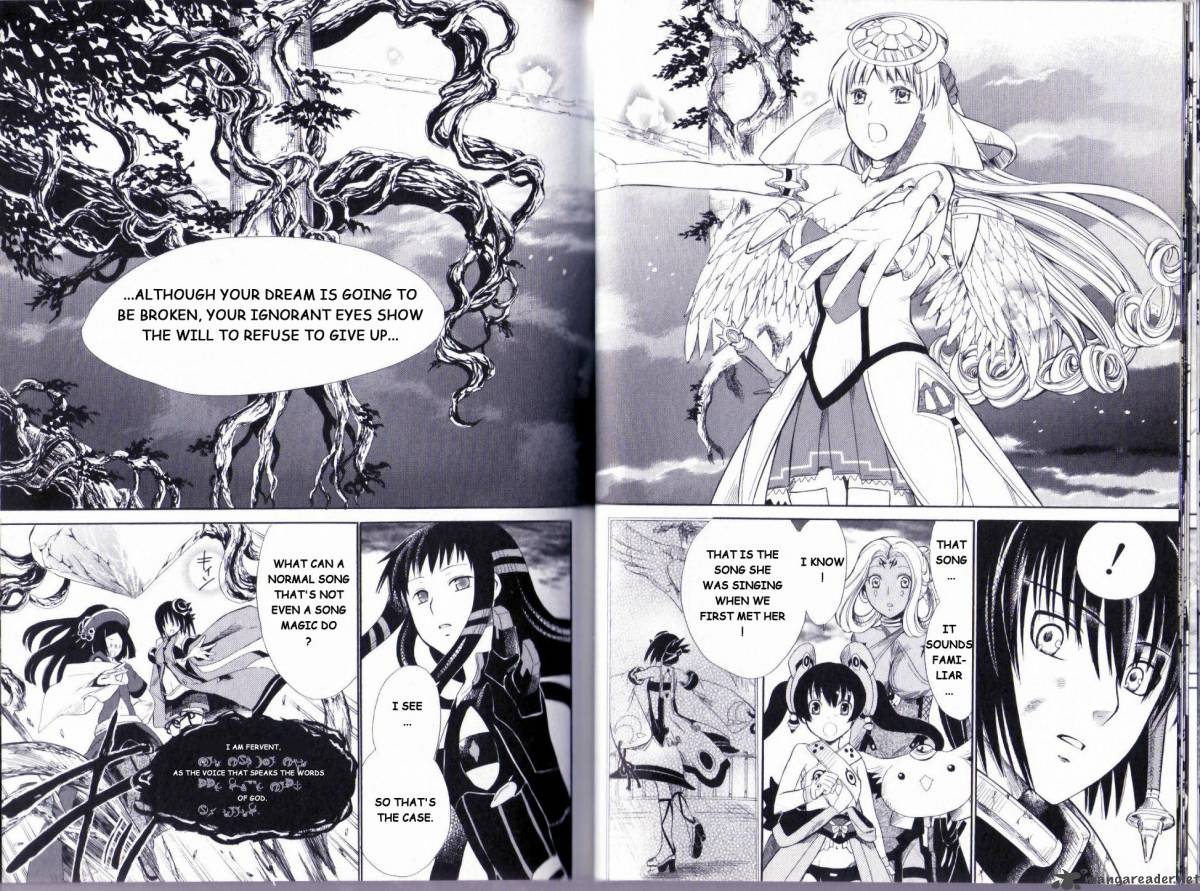 ...ALTHOUGH YOUR DREAM IS GOING TO
BE BROKEN, YOUR IGNORANT EYES SHOW
THE WILL TO REFUSE TO GIVE UP...
!
THAT
SONG
...
IT
SOUNDS
FAMI-
LIAR
...
I KNOW
!
THAT IS THE
SONG SHE
WAS SINGING
WHEN WE
FIRST MET HER
!
I SEE
...
SO THAT'S
THE CASE.
WHAT CAN A
NORMAL SONG
THAT'S NOT
EVEN A SONG
MAGIC DO
?
I AM FERVENT,
AS THE VOICE THAT SPEAKS THE WORDS
OF GOD.
mangareader.net